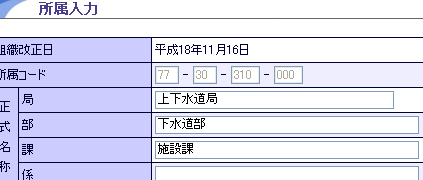 所属入力
組織改正日 平成18年11月16日
所属コード 77 - 30 - 310 - 000
正式名称
局 上下水道局
部 下水道部
課 施設課
係